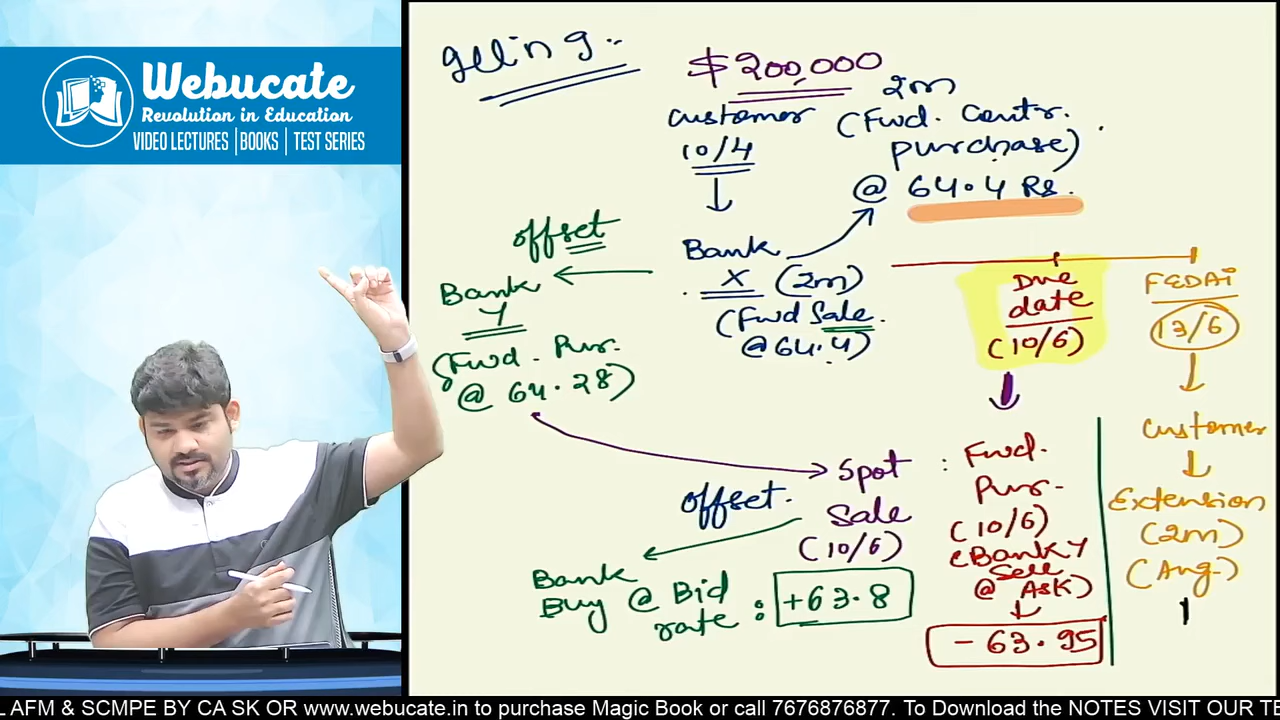 Webucate
Revolution in Education
VIDEO LECTURES | BOOKS | TEST SERIES
$ 200,000
customer
10/4
2m
(Fwd. Contr.
purchase)
@ 64.4 Rs.
offset
Bank
Y
(Fwd. Pur.
@ 64.28)
Bank
X (2m)
(Fwd Sale.
@ 64.4)
Due
date
(10/6)
FEDAi
13/6
offset.
Spot
Sale
(10/6)
: Fwd.
Pur.
(10/6)
(Bank Y
Sell
@ Ask)
- 63.95
Bank
Buy @ Bid
rate :
+63.8
Customer
Extension
(2m)
(Aug.)
L AFM & SCMPE BY CA SK OR www.webucate.in to purchase Magic Book or call 7676876877. To Download the NOTES VISIT OUR TE